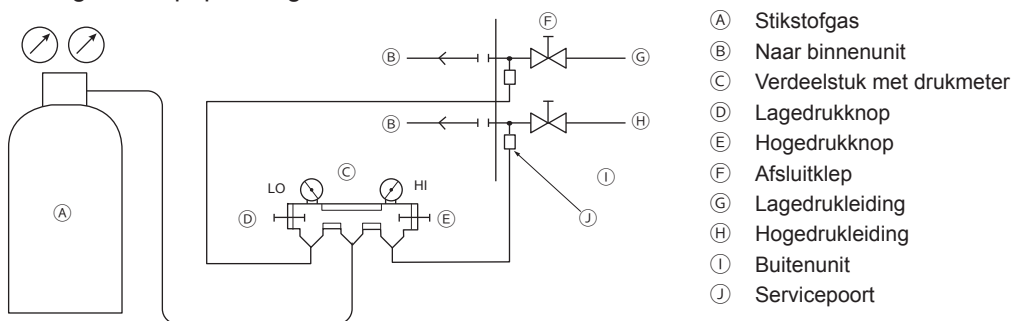 Ⓕ
Ⓑ
Ⓖ
Ⓑ
Ⓗ
Ⓒ
Ⓘ
LO
HI
Ⓐ
Ⓓ
Ⓔ
Ⓙ
Ⓐ Stikstofgas
Ⓑ Naar binnenunit
Ⓒ Verdeelstuk met drukmeter
Ⓓ Lagedrukknop
Ⓔ Hogedrukknop
Ⓕ Afsluitklep
Ⓖ Lagedrukleiding
Ⓗ Hogedrukleiding
Ⓘ Buitenunit
Ⓙ Servicepoort